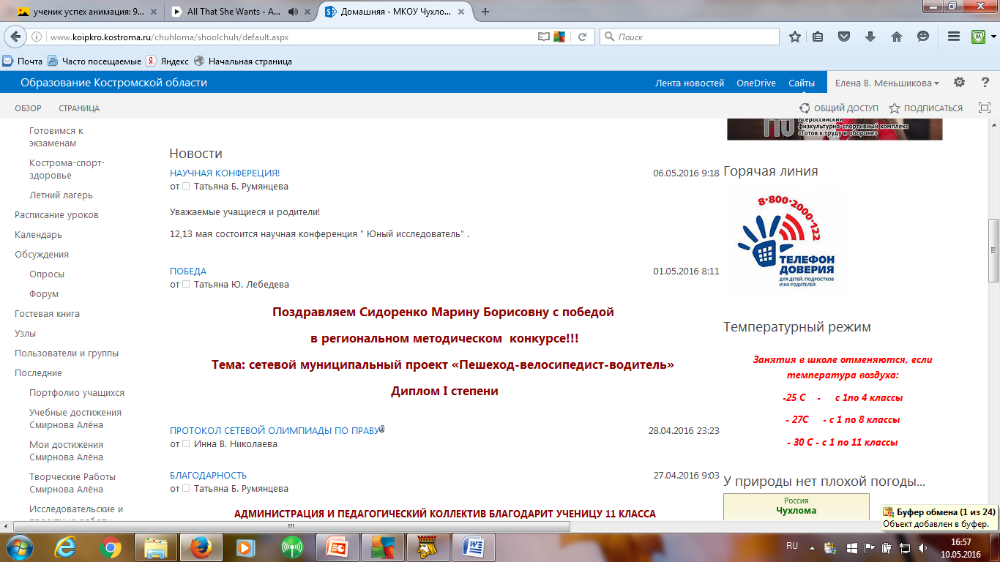 ученик успех анимация: 9...
All That She Wants - A...
Домашняя - МКОУ Чухло...
www.koipkro.kostroma.ru/chuhloma/shoolchuh/default.aspx
Поиск
Почта
Часто посещаемые
Яндекс
Начальная страница
Образование Костромской области
Лента новостей
OneDrive
Сайты
Елена В. Меньшикова
ОБЗОР
СТРАНИЦА
ОБЩИЙ ДОСТУП
ПОДПИСАТЬСЯ
Готовимся к
экзаменам
Кострома-спорт-
здоровье
Летний лагерь
Расписание уроков
Календарь
Обсуждения
Опросы
Форум
Гостевая книга
Узлы
Пользователи и группы
Последние
Портфолио учащихся
Учебные достижения
Смирнова Алёна
Мои достижения
Смирнова Алёна
Творческие Работы
Смирнова Алёна
Исследовательские и
проектные работы
Новости
НАУЧНАЯ КОНФЕРЕЦИЯ!
06.05.2016 9:18
от Татьяна Б. Румянцева
Уважаемые учащиеся и родители!
12,13 мая состоится научная конференция " Юный исследователь" .
ПОБЕДА
01.05.2016 8:11
от Татьяна Ю. Лебедева
Поздравляем Сидоренко Марину Борисовну с победой
в региональном методическом конкурсе!!!
Тема: сетевой муниципальный проект «Пешеход-велосипедист-водитель»
Диплом I степени
ПРОТОКОЛ СЕТЕВОЙ ОЛИМПИАДЫ ПО ПРАВУ
28.04.2016 23:23
от Инна В. Николаева
БЛАГОДАРНОСТЬ
27.04.2016 9:03
от Татьяна Б. Румянцева
АДМИНИСТРАЦИЯ И ПЕДАГОГИЧЕСКИЙ КОЛЛЕКТИВ БЛАГОДАРИТ УЧЕНИЦУ 11 КЛАССА
ГТО
Всероссийский
физкультурно-спортивный комплекс
«Готов к труду и обороне»
Горячая линия
8-800-2000-122
ТЕЛЕФОН
ДОВЕРИЯ
ДЛЯ ДЕТЕЙ, ПОДРОСТКОВ
И ИХ РОДИТЕЛЕЙ
Температурный режим
Занятия в школе отменяются, если
температура воздуха:
-25 С - с 1по 4 классы
- 27С - с 1 по 8 классы
- 30 С - с 1 по 11 классы
У природы нет плохой погоды...
Россия
Чухлома
Буфер обмена (1 из 24)
Объект добавлен в буфер.
RU
16:57
10.05.2016